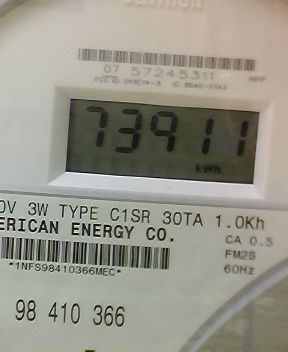 07 57245311
73911
kWh
0V 3W TYPE C1SR 30TA 1.0Kh
ERICAN ENERGY CO.
CA 0.5
FM2S
*1NFS98410366MEC*
60Hz
98 410 366